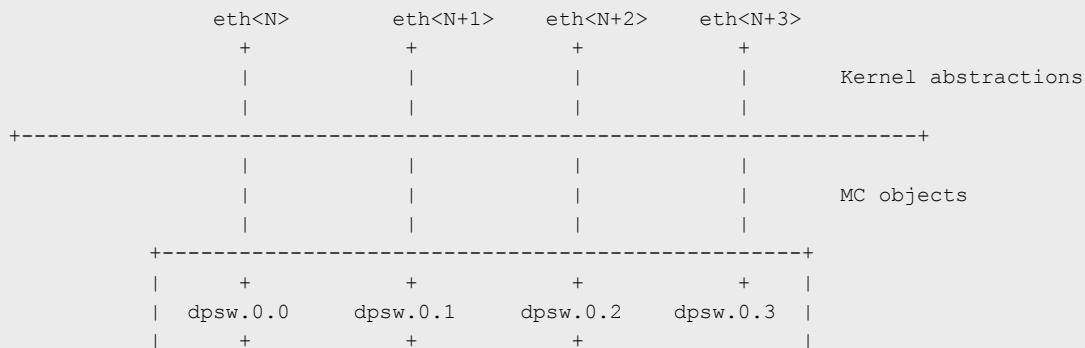 eth<N> eth<N+1> eth<N+2> eth<N+3>
+ + + +
| | | | Kernel abstractions
| | | |
+----------------------------------------------------------------------+
| | | |
| | | | MC objects
| | | |
+--------------------------------------------------+
| + + + + |
| dpsw.0.0 dpsw.0.1 dpsw.0.2 dpsw.0.3 |
| + + + |